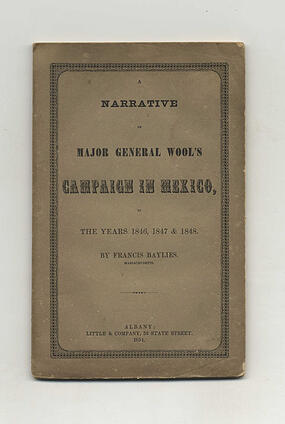 A
NARRATIVE
OF
MAJOR GENERAL WOOL'S
CAMPAIGN IN MEXICO,
IN
THE YEARS 1846, 1847 & 1848.
BY FRANCIS BAYLIES.
MASSACHUSETTS.
ALBANY:
LITTLE & COMPANY, 53 STATE STREET.
1851.